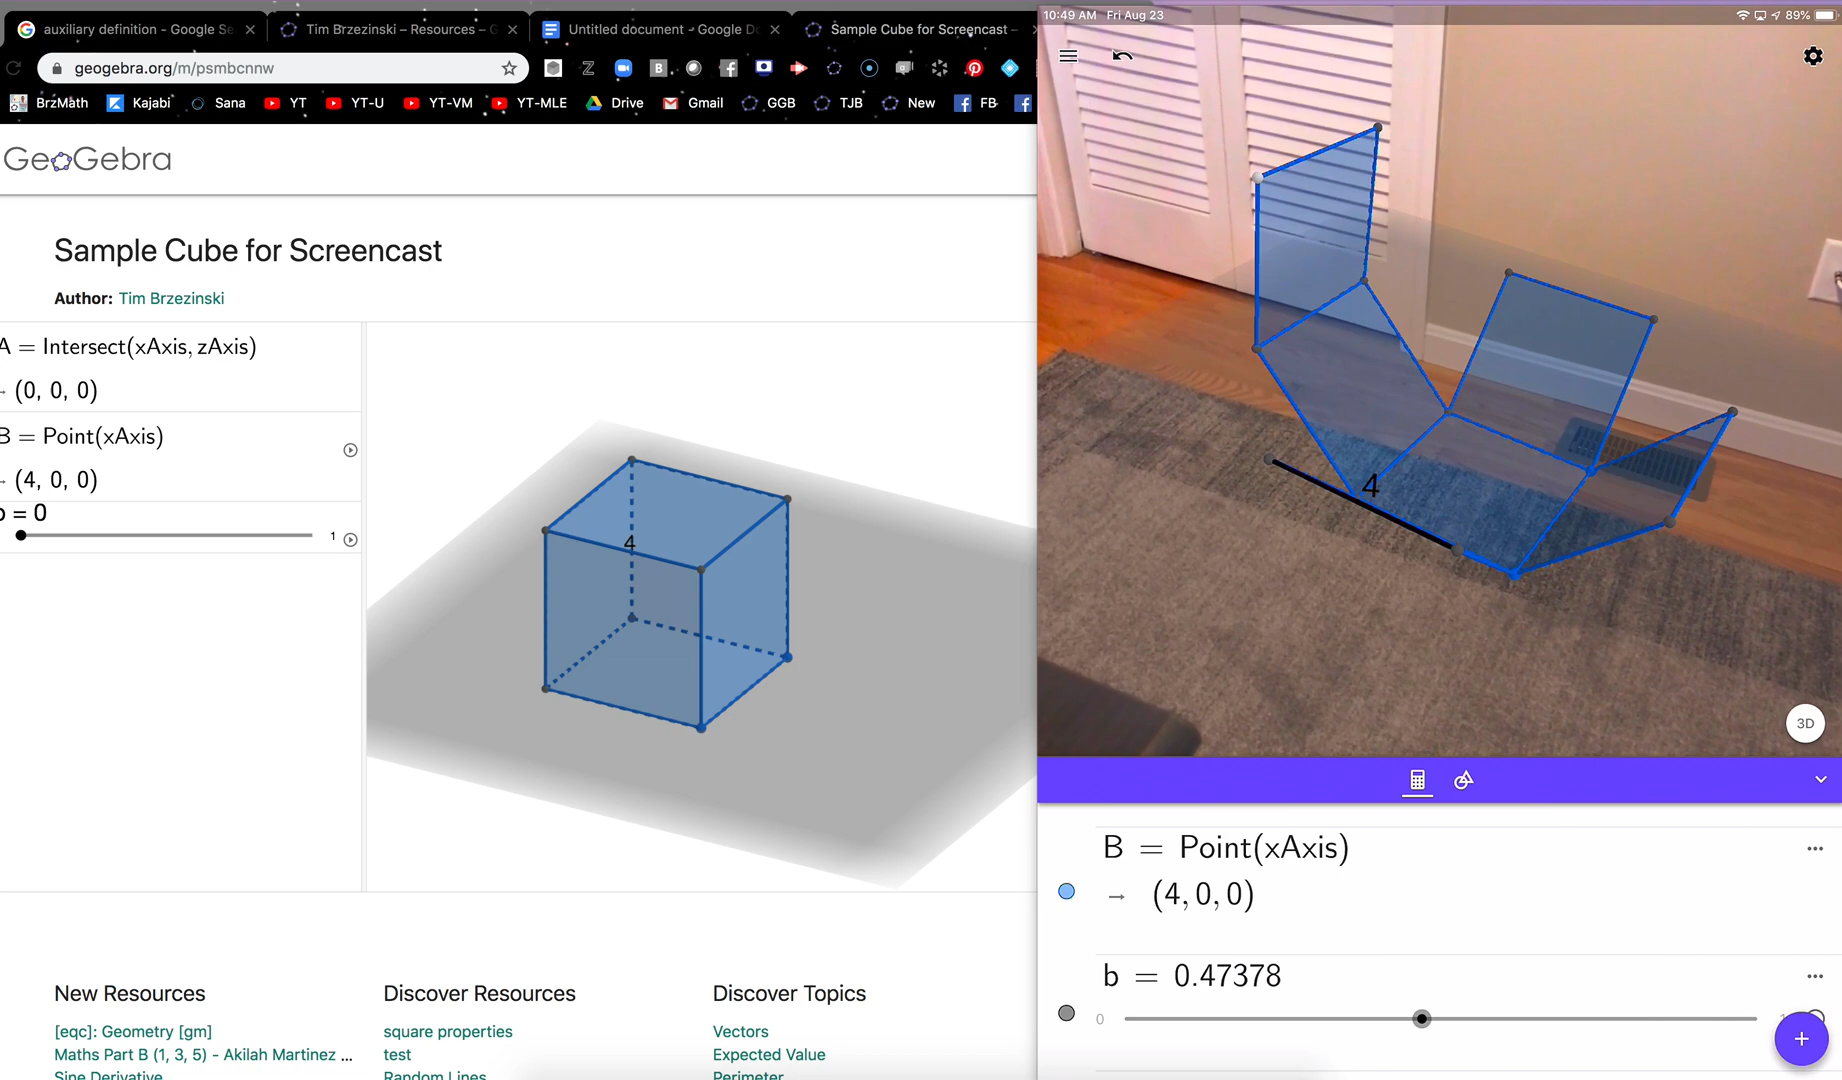 auxiliary definition - Google Se
Tim Brzezinski – Resources – G
Untitled document - Google Do
Sample Cube for Screencast –
geogebra.org/m/psmbcnnw
BrzMath
Kajabi
Sana
YT
YT-U
YT-VM
YT-MLE
Drive
Gmail
GGB
TJB
New
FB
GeoGebra
Sample Cube for Screencast
Author: Tim Brzezinski
A = Intersect(xAxis, zAxis)
(0, 0, 0)
B = Point(xAxis)
→ (4, 0, 0)
b = 0
1
4
New Resources
[eqc]: Geometry [gm]
Maths Part B (1, 3, 5) - Akilah Martinez ...
Sine Derivative
Discover Resources
square properties
test
Random Lines
Discover Topics
Vectors
Expected Value
Perimeter
10:49 AM Fri Aug 23
89%
4
3D
B = Point(xAxis)
→ (4, 0, 0)
b = 0.47378
0
+